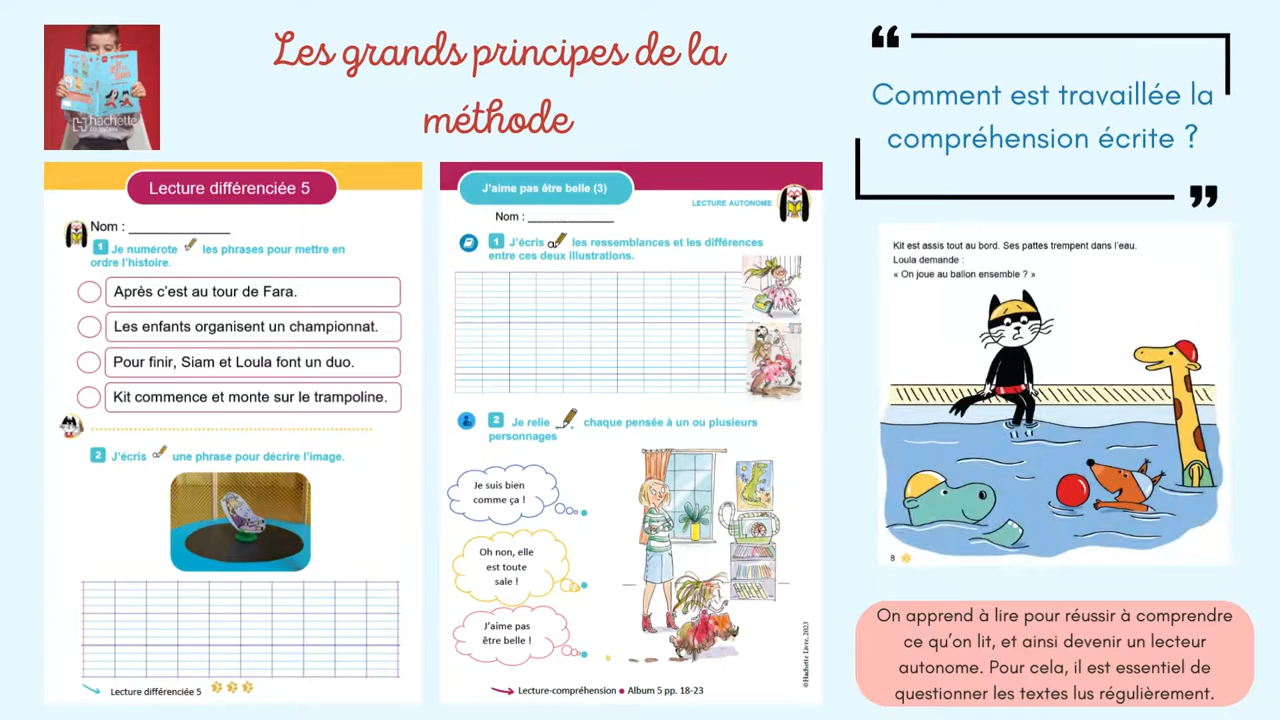 Les grands principes de la
méthode
hachette
ÉDUCATION
Comment est travaillée la
compréhension écrite ?
Lecture différenciée 5
Nom :
1 Je numérote les phrases pour mettre en
ordre l'histoire.
Après c'est au tour de Fara.
Les enfants organisent un championnat.
Pour finir, Siam et Loula font un duo.
Kit commence et monte sur le trampoline.
2 J'écris une phrase pour décrire l'image.
Lecture différenciée 5
J'aime pas être belle (3)
LECTURE AUTONOME
Nom :
1 J'écris les ressemblances et les différences
entre ces deux illustrations.
2 Je relie chaque pensée à un ou plusieurs
personnages
Je suis bien
comme ça !
Oh non, elle
est toute
sale !
J'aime pas
être belle !
© Hachette Livre, 2023
Lecture-compréhension ● Album 5 pp. 18-23
Kit est assis tout au bord. Ses pattes trempent dans l'eau.
Loula demande :
« On joue au ballon ensemble ? »
8
On apprend à lire pour réussir à comprendre
ce qu'on lit, et ainsi devenir un lecteur
autonome. Pour cela, il est essentiel de
questionner les textes lus régulièrement.